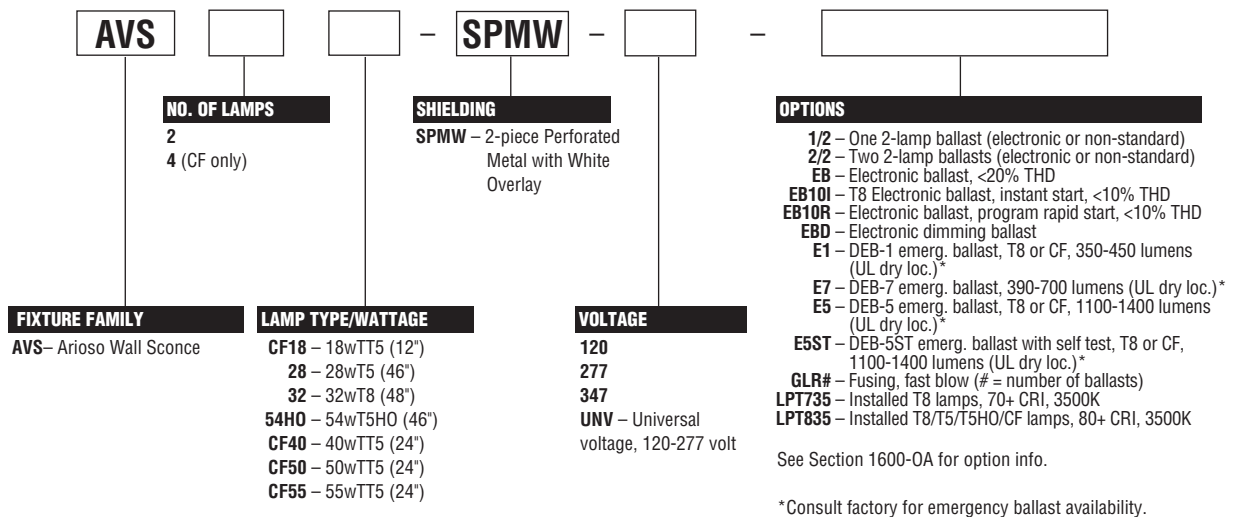 AVS – SPMW – –
NO. OF LAMPS
2
4 (CF only)
SHIELDING
SPMW – 2-piece Perforated
Metal with White
Overlay
OPTIONS
1/2 – One 2-lamp ballast (electronic or non-standard)
2/2 – Two 2-lamp ballasts (electronic or non-standard)
EB – Electronic ballast, <20% THD
EB10I – T8 Electronic ballast, instant start, <10% THD
EB10R – Electronic ballast, program rapid start, <10% THD
EBD – Electronic dimming ballast
E1 – DEB-1 emerg. ballast, T8 or CF, 350-450 lumens
(UL dry loc.)*
E7 – DEB-7 emerg. ballast, 390-700 lumens (UL dry loc.)*
E5 – DEB-5 emerg. ballast, T8 or CF, 1100-1400 lumens
(UL dry loc.)*
E5ST – DEB-5ST emerg. ballast with self test, T8 or CF,
1100-1400 lumens (UL dry loc.)*
GLR# – Fusing, fast blow (# = number of ballasts)
LPT735 – Installed T8 lamps, 70+ CRI, 3500K
LPT835 – Installed T8/T5/T5HO/CF lamps, 80+ CRI, 3500K
See Section 1600-OA for option info.
*Consult factory for emergency ballast availability.
FIXTURE FAMILY
AVS– Arioso Wall Sconce
LAMP TYPE/WATTAGE
CF18 – 18wTT5 (12")
28 – 28wT5 (46")
32 – 32wT8 (48")
54HO – 54wT5HO (46")
CF40 – 40wTT5 (24")
CF50 – 50wTT5 (24")
CF55 – 55wTT5 (24")
VOLTAGE
120
277
347
UNV – Universal
voltage, 120-277 volt